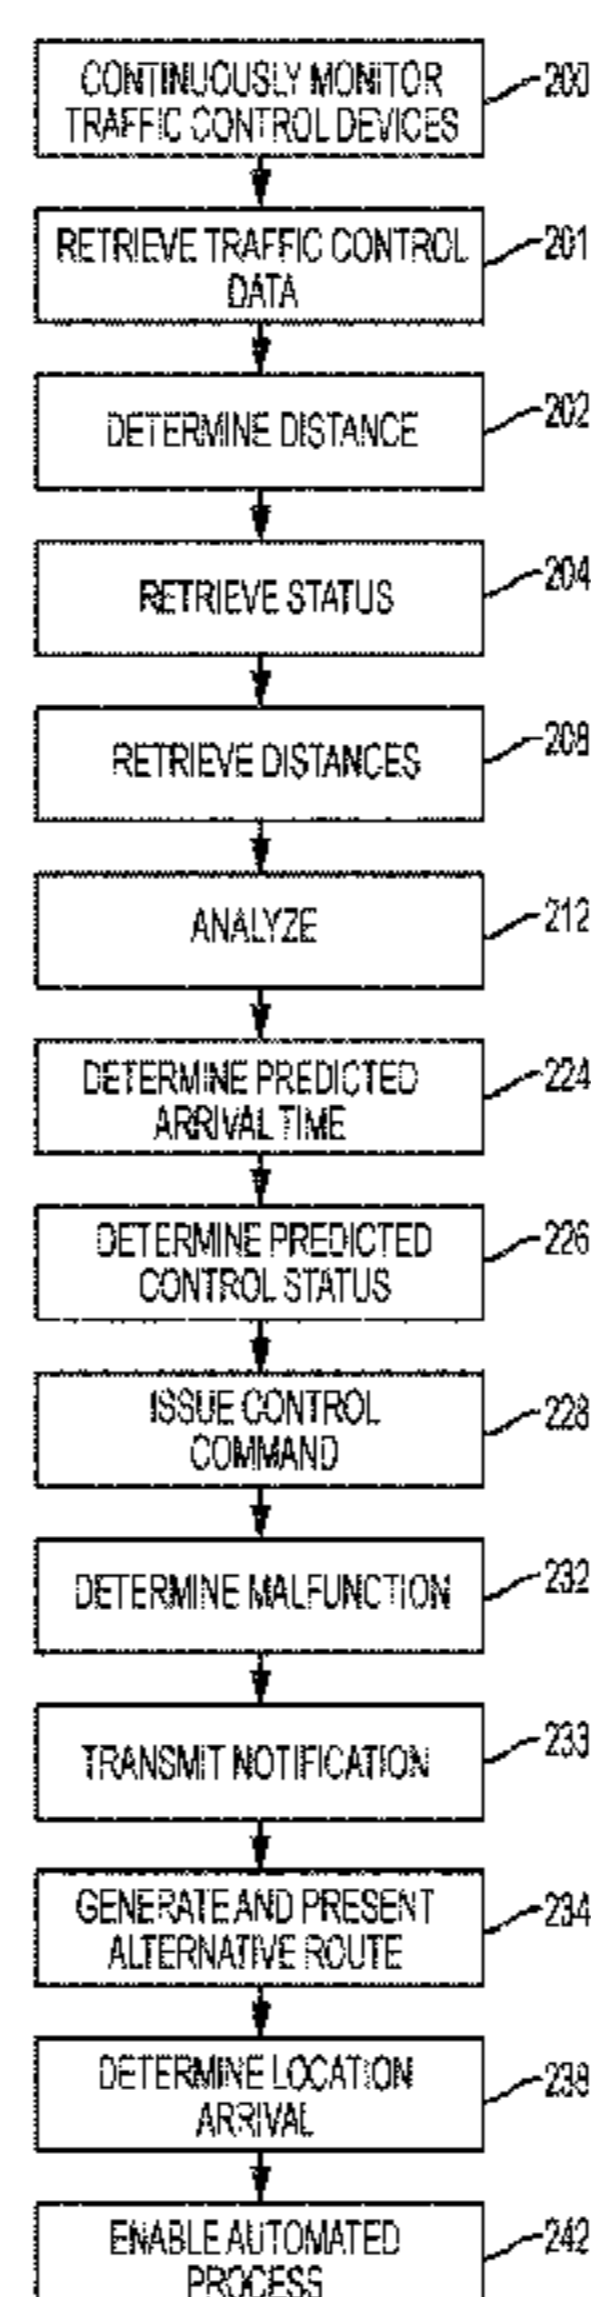 CONTINUOUSLY MONITOR
TRAFFIC CONTROL DEVICES
200
RETRIEVE TRAFFIC CONTROL
DATA
201
DETERMINE DISTANCE
202
RETRIEVE STATUS
204
RETRIEVE DISTANCES
208
ANALYZE
212
DETERMINE PREDICTED
ARRIVAL TIME
224
DETERMINE PREDICTED
CONTROL STATUS
226
ISSUE CONTROL
COMMAND
228
DETERMINE MALFUNCTION
232
TRANSMIT NOTIFICATION
233
GENERATE AND PRESENT
ALTERNATIVE ROUTE
234
DETERMINE LOCATION
ARRIVAL
ENABLE AUTOMATED
PROCESS
242